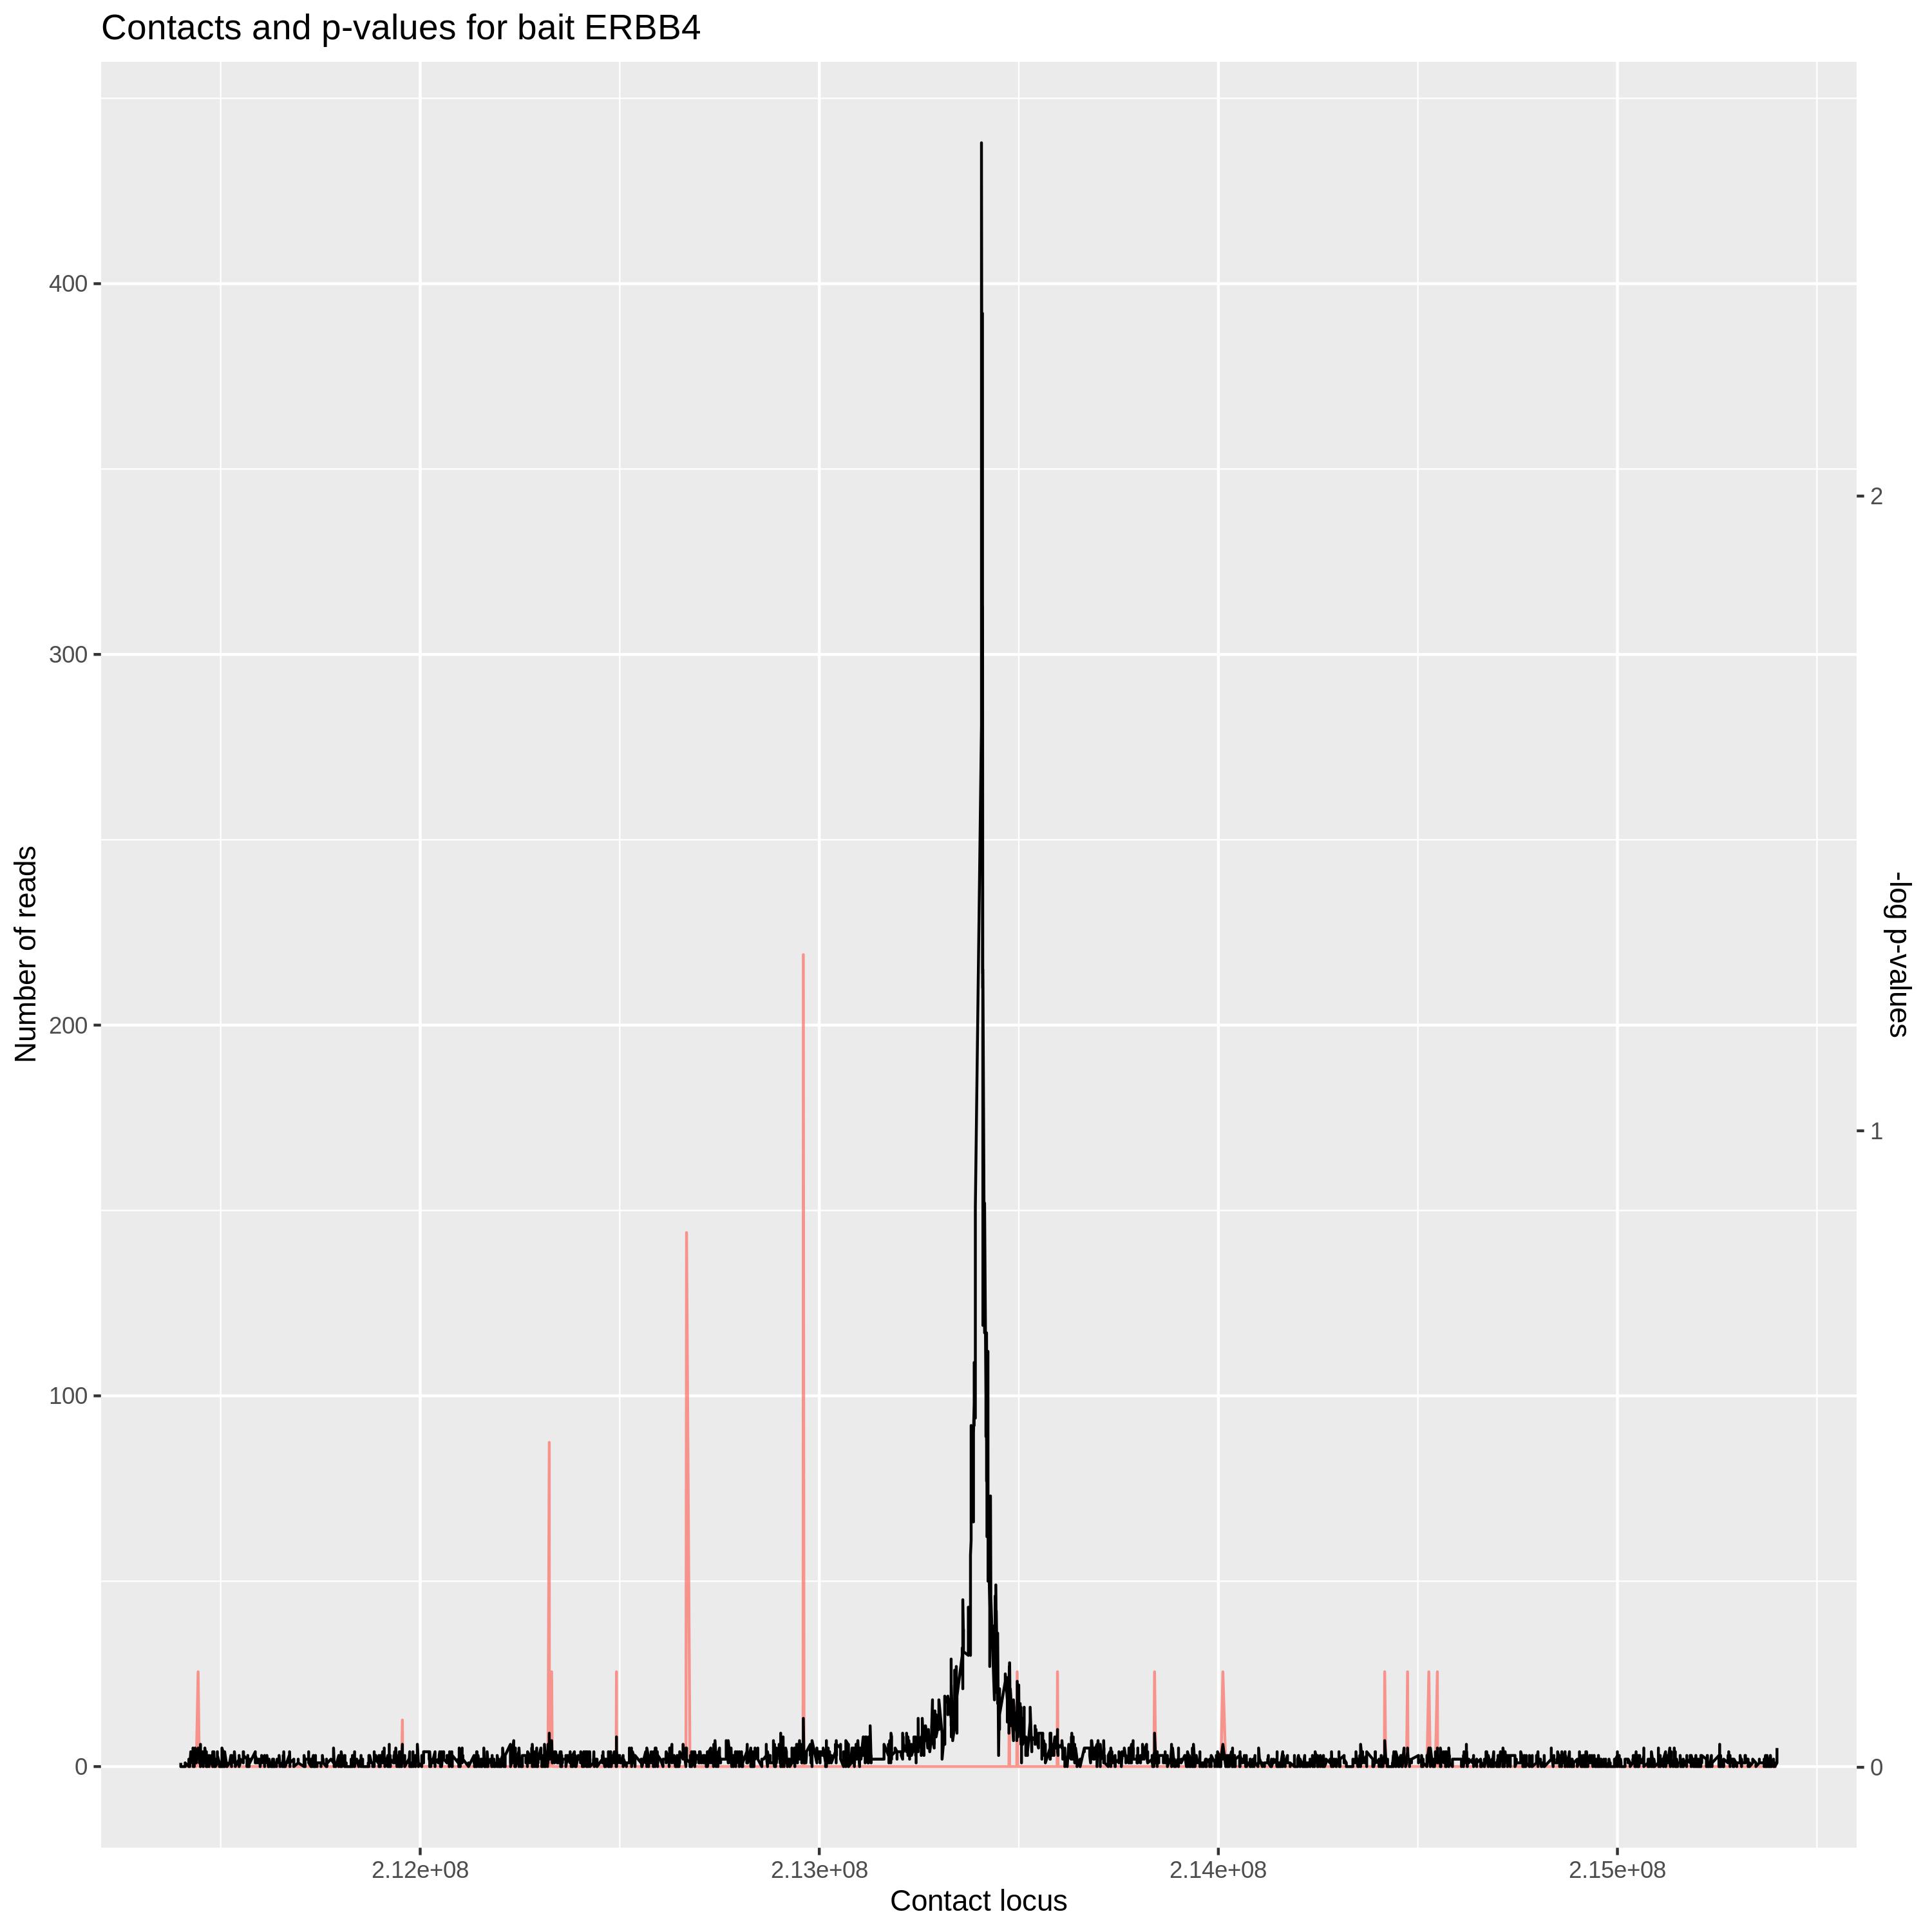 Contacts and p-values for bait ERBB4
400
300
200
100
0
2
1
0
Number of reads
-log p-values
2.12e+08
2.13e+08
2.14e+08
2.15e+08
Contact locus